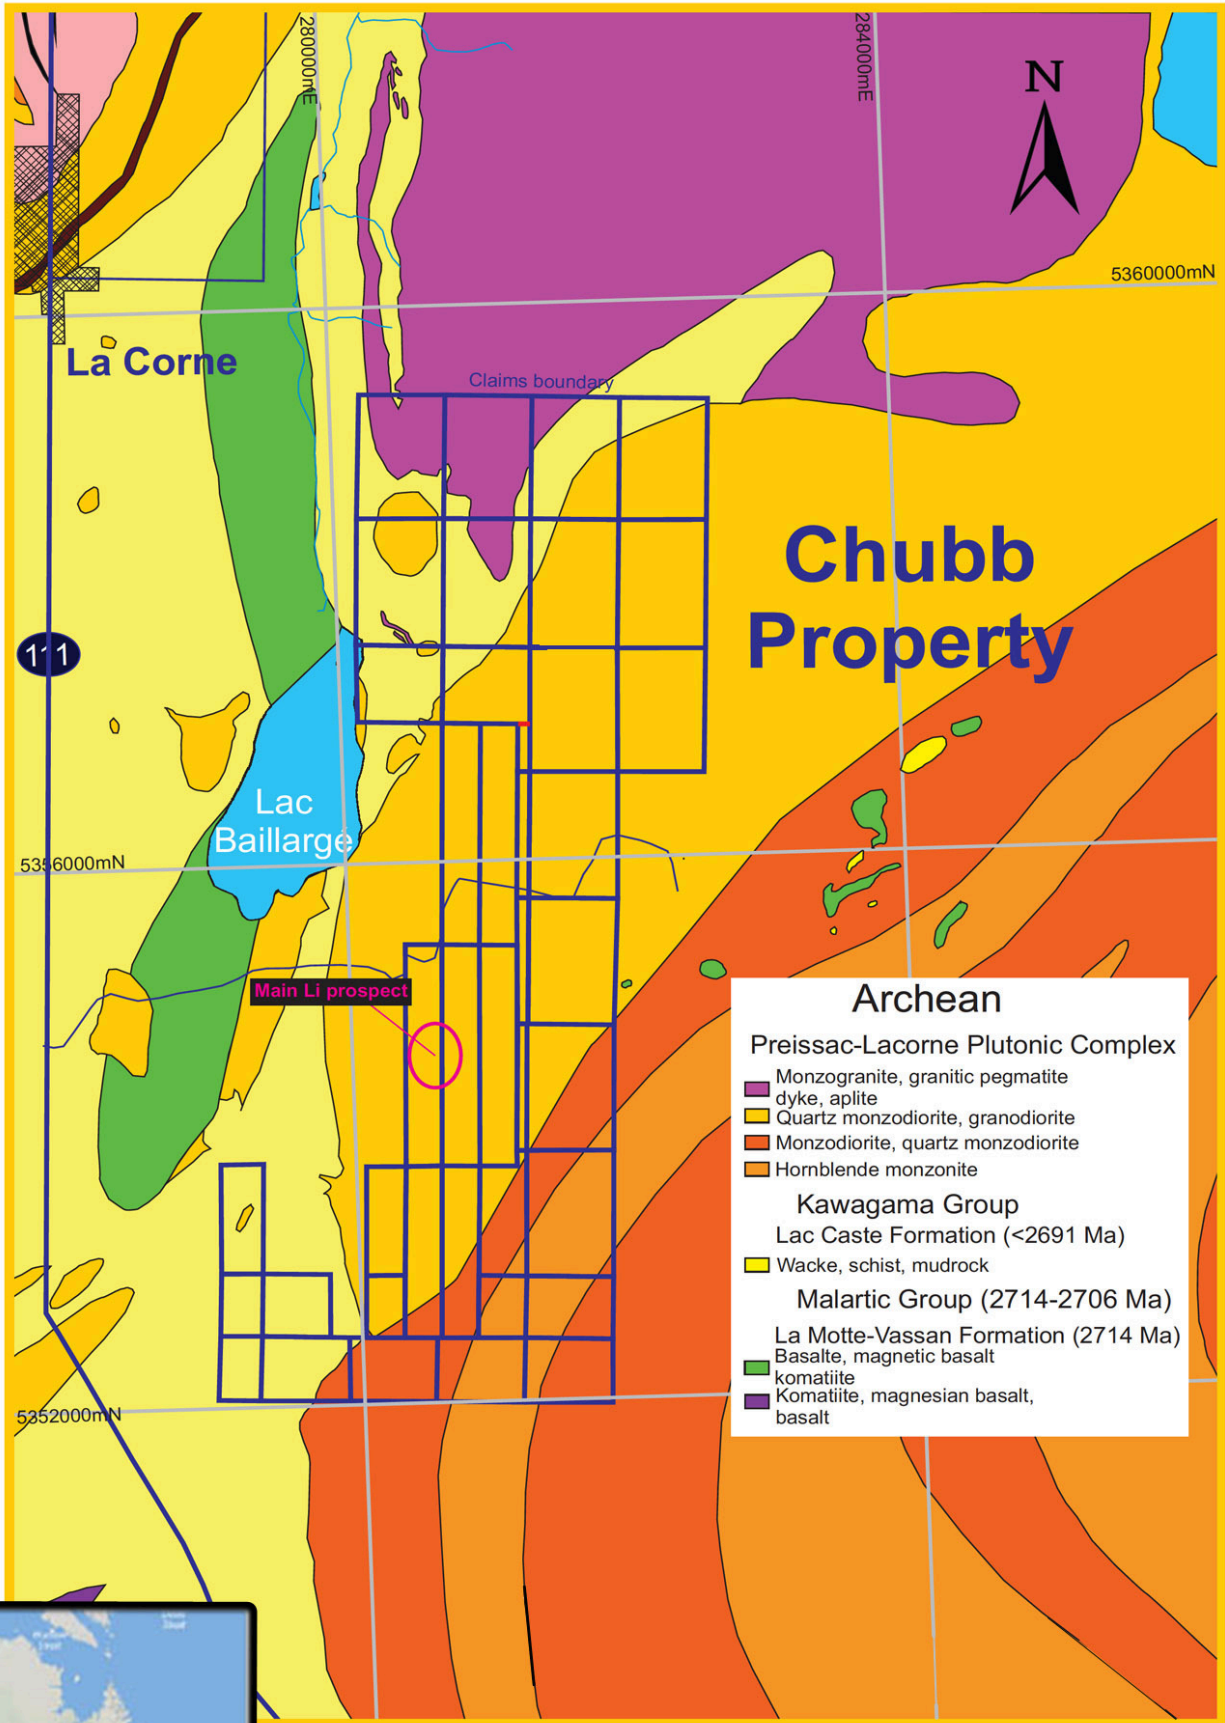 280000mE
284000mE
N
5360000mN
La Corne
Claims boundary
Chubb
Property
111
Lac
Baillargé
5356000mN
Main Li prospect
Archean
Preissac-Lacorne Plutonic Complex
Monzogranite, granitic pegmatite
dyke, aplite
Quartz monzodiorite, granodiorite
Monzodiorite, quartz monzodiorite
Hornblende monzonite
Kawagama Group
Lac Caste Formation (<2691 Ma)
Wacke, schist, mudrock
Malartic Group (2714-2706 Ma)
La Motte-Vassan Formation (2714 Ma)
Basalte, magnetic basalt
komatiite
Komatiite, magnesian basalt,
basalt
5352000mN